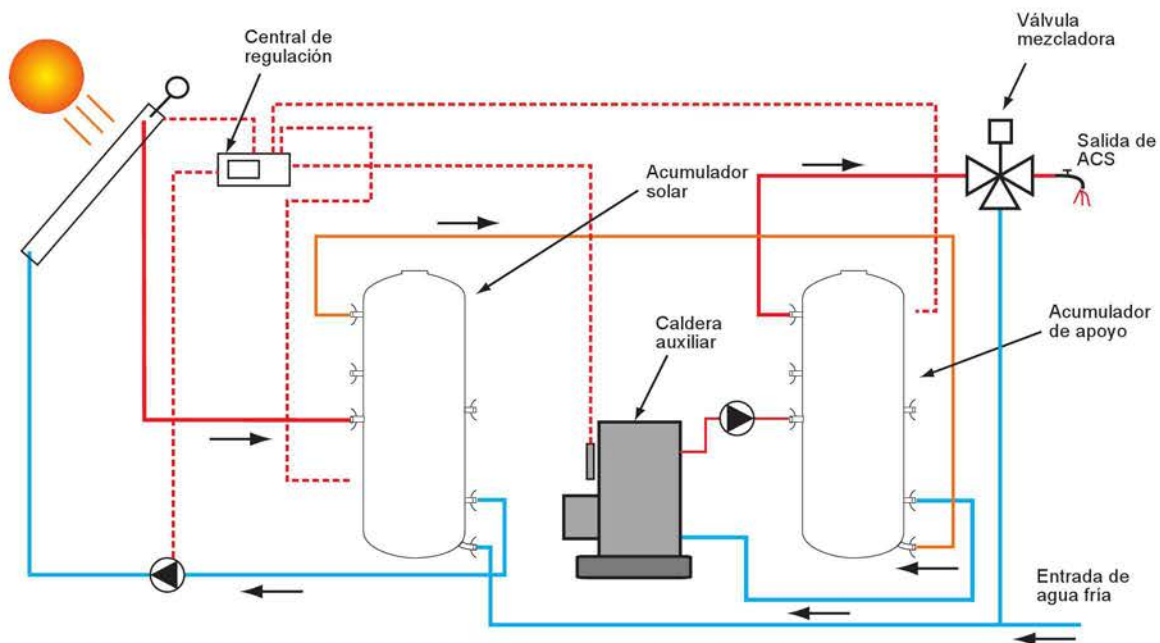 Central de
regulación
Válvula
mezcladora
Salida de
ACS
Acumulador
solar
Caldera
auxiliar
Acumulador
de apoyo
Entrada de
agua fría